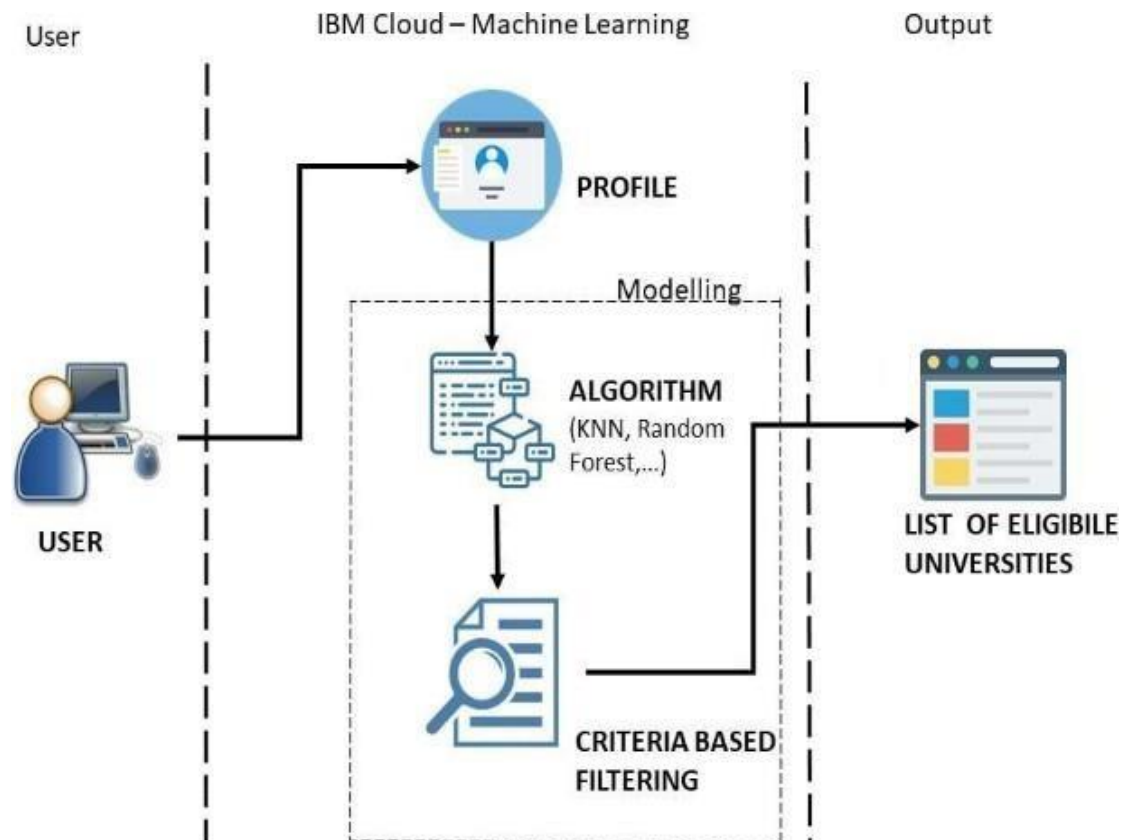 User
IBM Cloud – Machine Learning
Output
PROFILE
Modelling
ALGORITHM
(KNN, Random
Forest,...)
USER
LIST OF ELIGIBILE
UNIVERSITIES
CRITERIA BASED
FILTERING